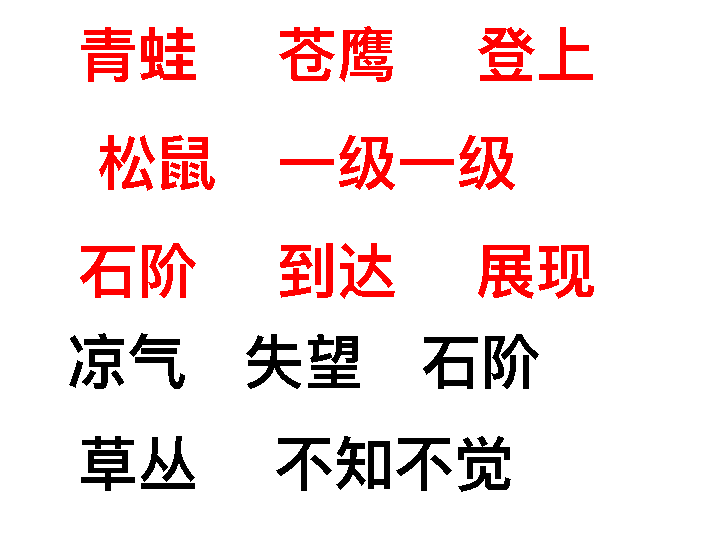 青蛙 苍鹰 登上
松鼠 一级一级
石阶 到达 展现
凉气 失望 石阶
草丛 不知不觉